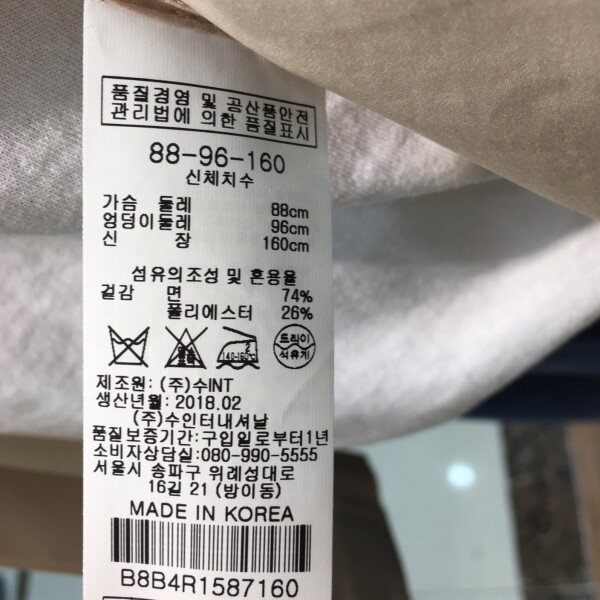 품질경영 및 공산품안전
관리법에 의한 품질표시
88-96-160
신체치수
가슴 둘레 88cm
엉덩이둘레 96cm
신 장 160cm
섬유의조성 및 혼용율
겉감 면 74%
폴리에스터 26%
2
140-160℃
드라이
석유계
제조원: (주)수INT
생산년월: 2018.02
(주)수인터내셔날
품질보증기간: 구입일로부터1년
소비자상담실: 080-990-5555
서울시 송파구 위례성대로
16길 21 (방이동)
MADE IN KOREA
B8B4R1587160